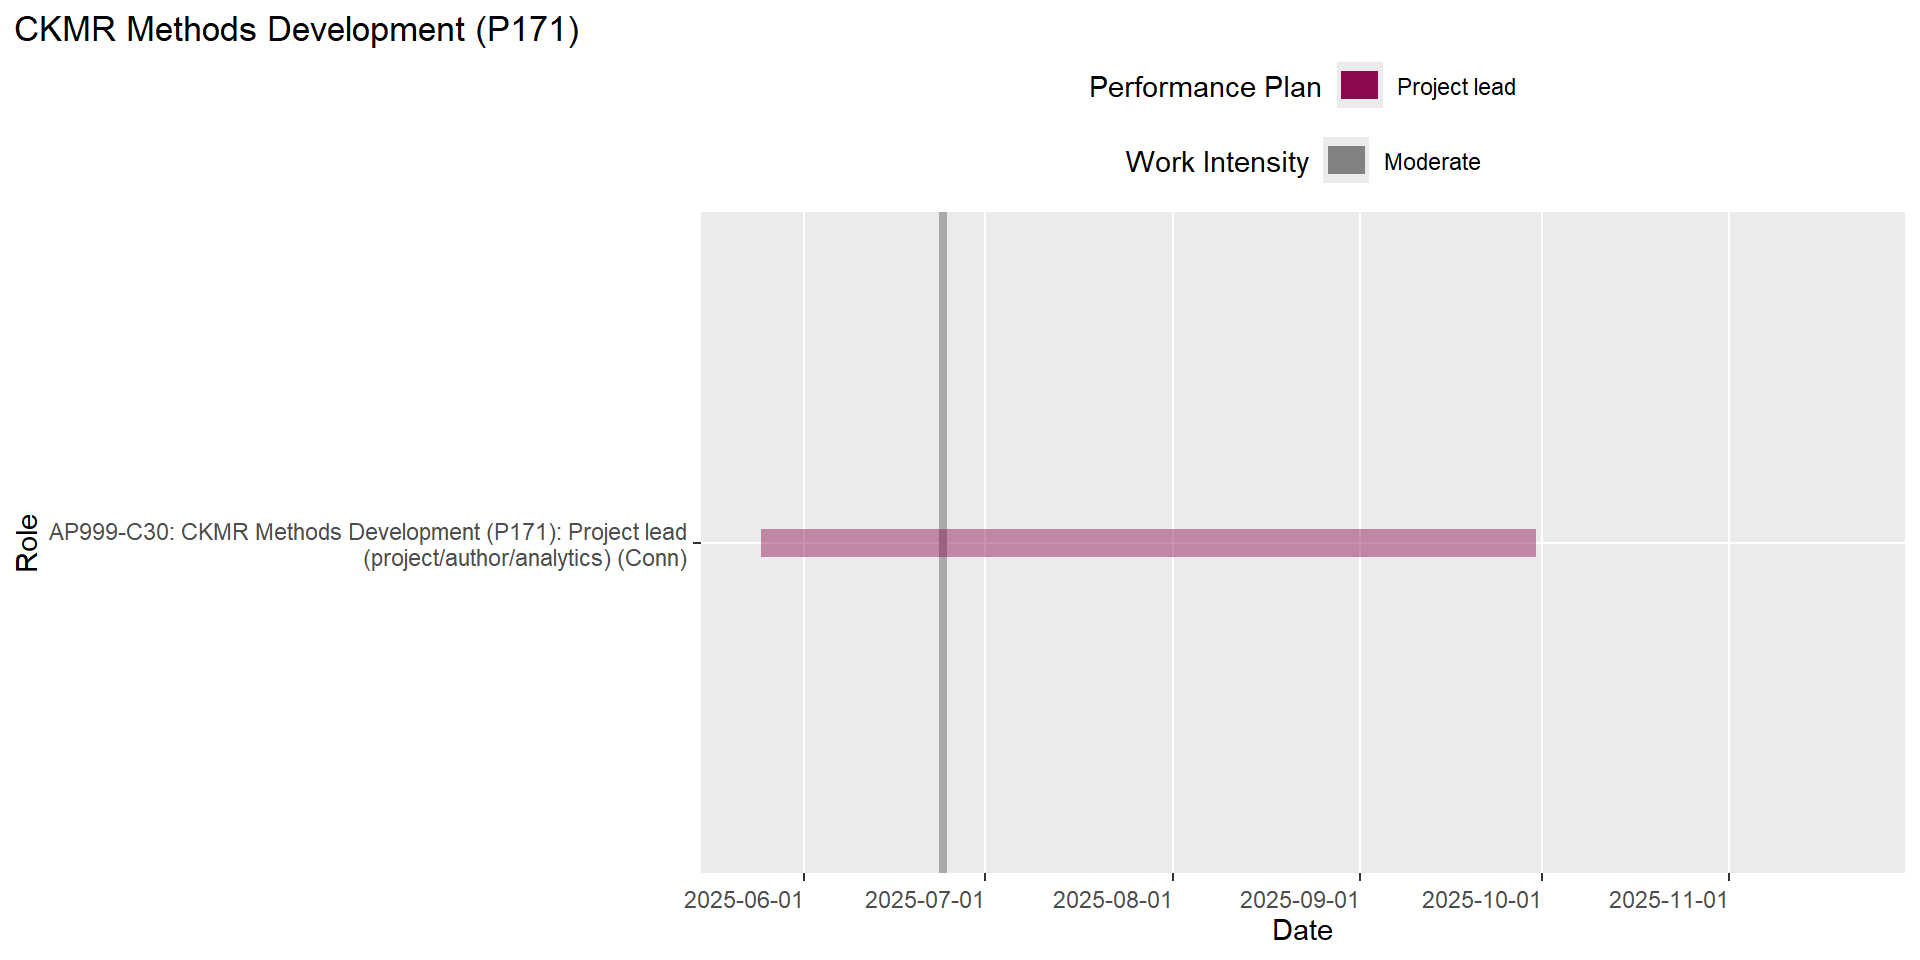 CKMR Methods Development (P171)
Performance Plan
Project lead
Work Intensity
Moderate
Role
AP999-C30: CKMR Methods Development (P171): Project lead
(project/author/analytics) (Conn)
2025-06-01
2025-07-01
2025-08-01
2025-09-01
2025-10-01
2025-11-01
Date